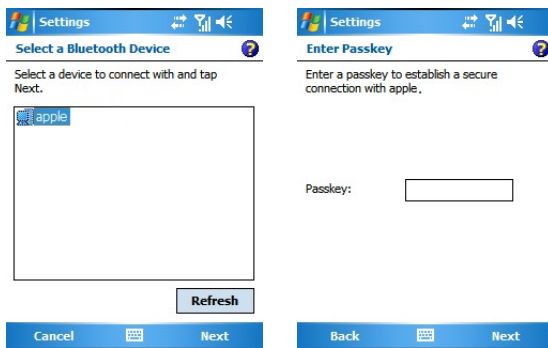 Settings
Select a Bluetooth Device
Select a device to connect with and tap
Next.
apple
Refresh
Cancel
Next
Settings
Enter Passkey
Enter a passkey to establish a secure
connection with apple.
Passkey:
Back
Next